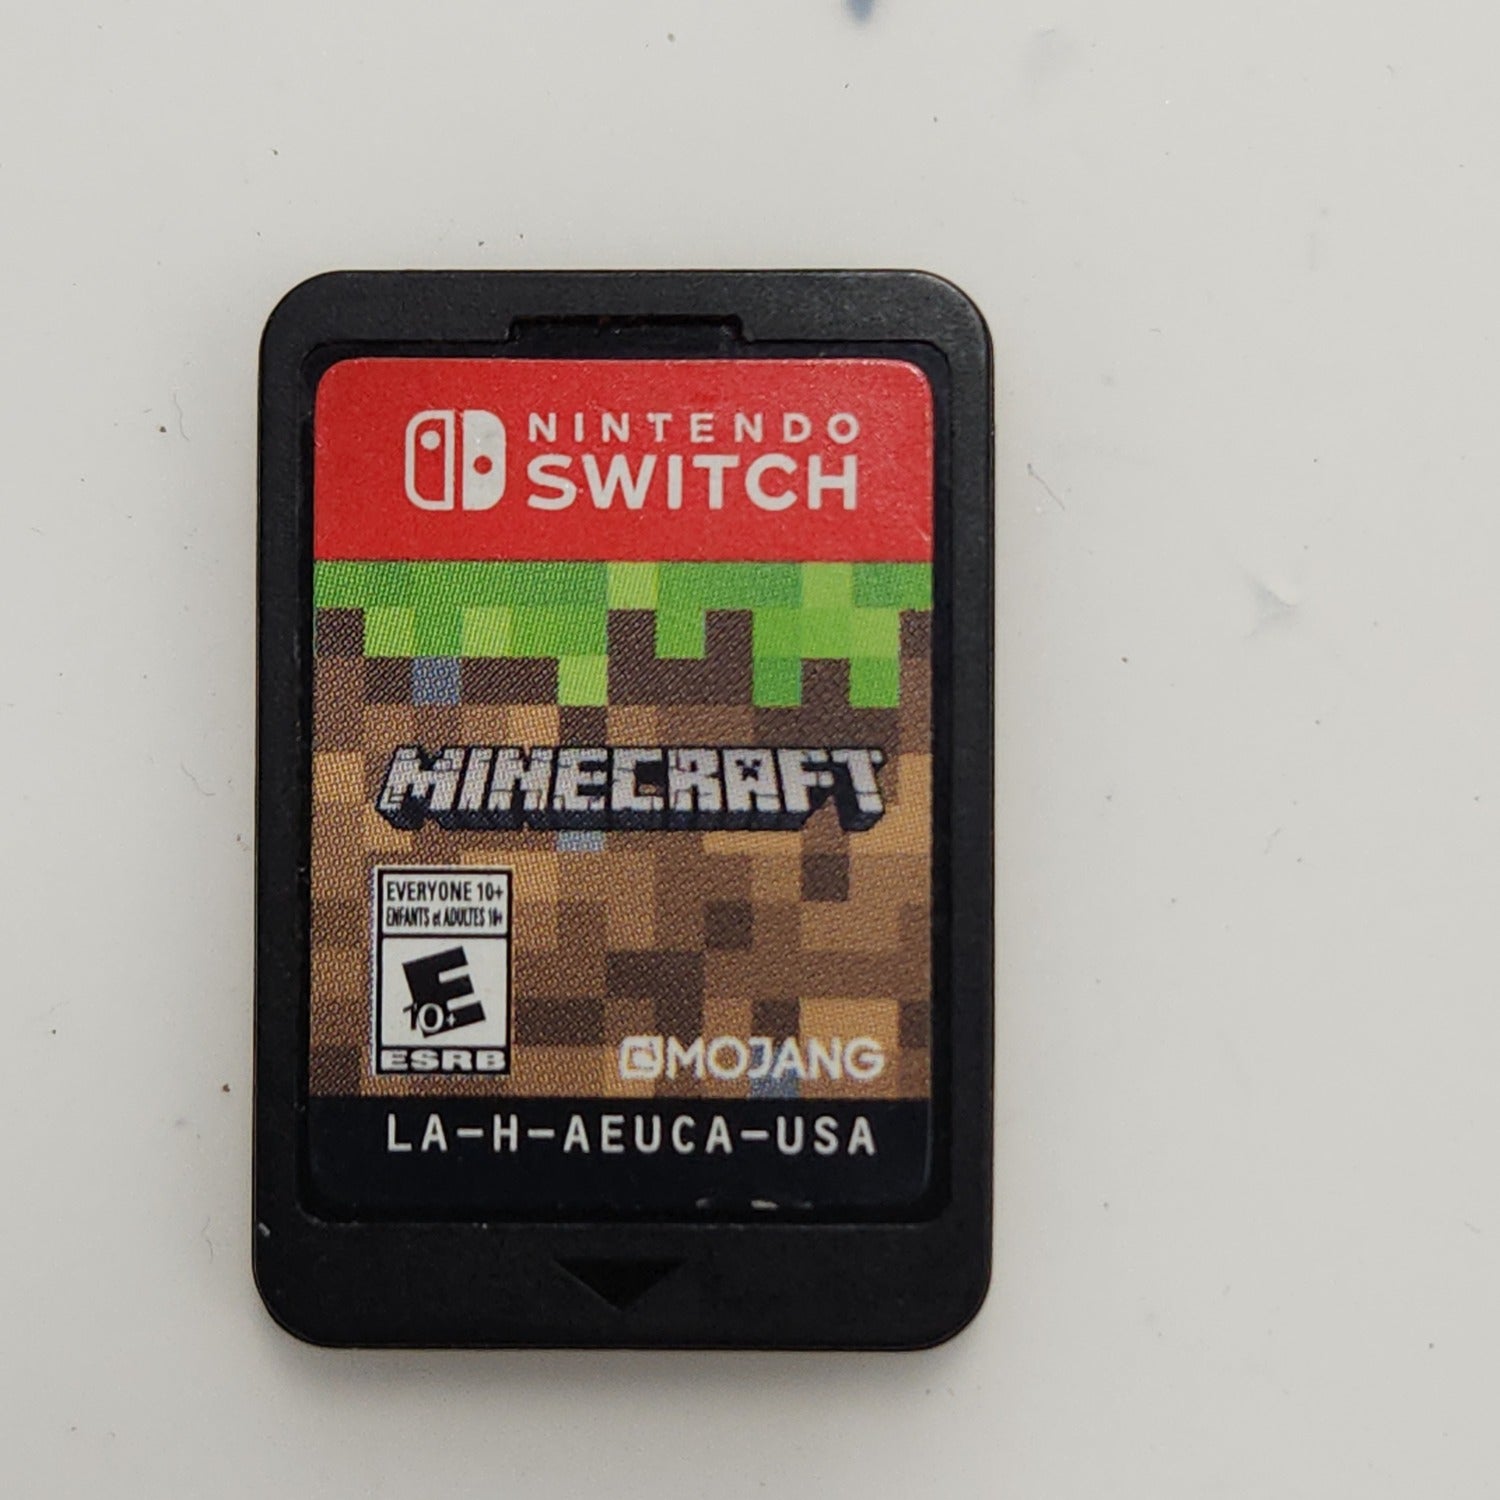 NINTENDO
SWITCH
MINECRAFT
EVERYONE 10+
ENFANTS et ADULTES 10+
E
10+
ESRB
MOJANG
LA-H-AEUCA-USA